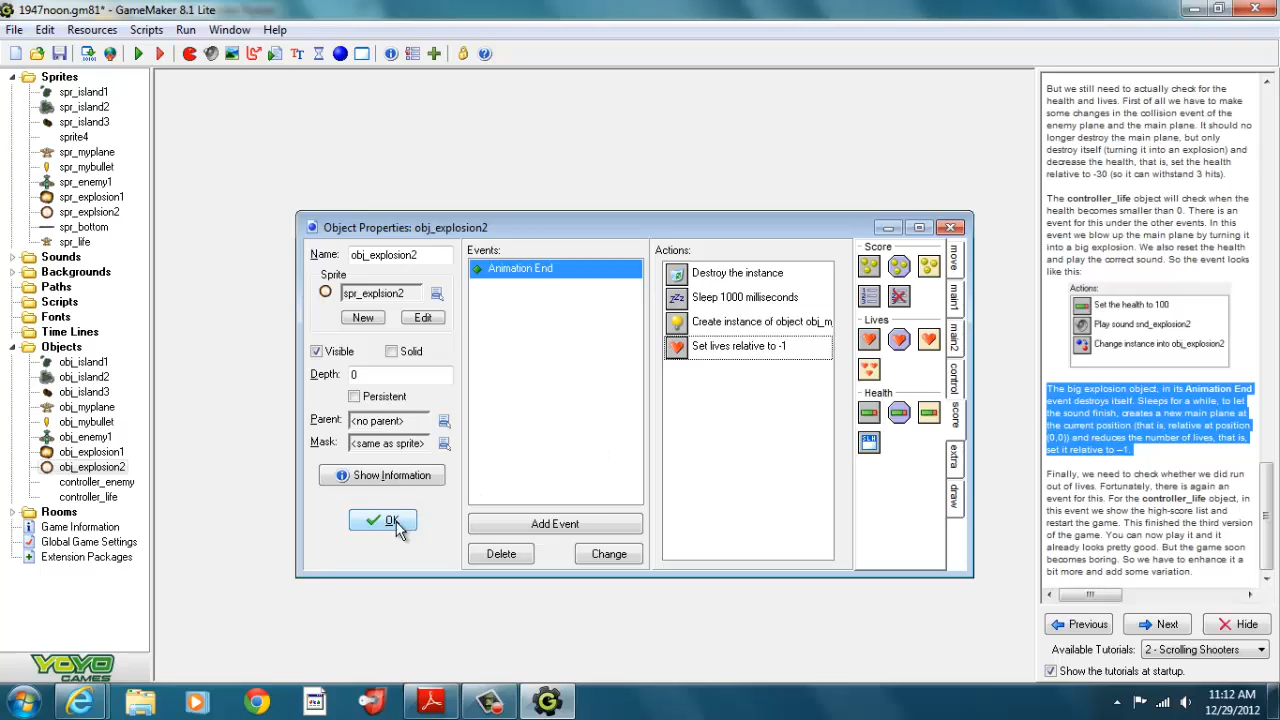 1947noon.gm81* - GameMaker 8.1 Lite
File Edit Resources Scripts Run Window Help
Sprites
spr_island1
spr_island2
spr_island3
sprite4
spr_myplane
spr_mybullet
spr_enemy1
spr_explosion1
spr_explsion2
spr_bottom
spr_life
Sounds
Backgrounds
Paths
Scripts
Fonts
Time Lines
Objects
obj_island1
obj_island2
obj_island3
obj_myplane
obj_mybullet
obj_enemy1
obj_explosion1
obj_explosion2
controller_enemy
controller_life
Rooms
Game Information
Global Game Settings
Extension Packages
YOYO
GAMES
Object Properties: obj_explosion2
Name: obj_explosion2
Sprite
spr_explsion2
New Edit
Visible Solid
Depth: 0
Persistent
Parent: <no parent>
Mask: <same as sprite>
Show Information
OK
Events:
Animation End
Add Event
Delete Change
Actions:
Destroy the instance
Sleep 1000 milliseconds
Create instance of object obj_m
Set lives relative to -1
Score
Lives
Health
move
main1
main2
control
score
extra
draw
But we still need to actually check for the
health and lives. First of all we have to make
some changes in the collision event of the
enemy plane and the main plane. It should no
longer destroy the main plane, but only
destroy itself (turning it into an explosion) and
decrease the health, that is, set the health
relative to -30 (so it can withstand 3 hits).
The controller_life object will check when the
health becomes smaller than 0. There is an
event for this under the other events. In this
event we blow up the main plane by turning it
into a big explosion. We also reset the health
and play the correct sound. So the event looks
like this:
Actions:
Set the health to 100
Play sound snd_explosion2
Change instance into obj_explosion2
The big explosion object, in its Animation End
event destroys itself. Sleeps for a while, to let
the sound finish, creates a new main plane at
the current position (that is, relative at position
(0,0)) and reduces the number of lives, that is,
set it relative to –1.
Finally, we need to check whether we did run
out of lives. Fortunately, there is again an
event for this. For the controller_life object, in
this event we show the high-score list and
restart the game. This finished the third version
of the game. You can now play it and it
already looks pretty good. But the game soon
becomes boring. So we have to enhance it a
bit more and add some variation.
Previous Next Hide
Available Tutorials: 2 - Scrolling Shooters
Show the tutorials at startup.
11:12 AM
12/29/2012